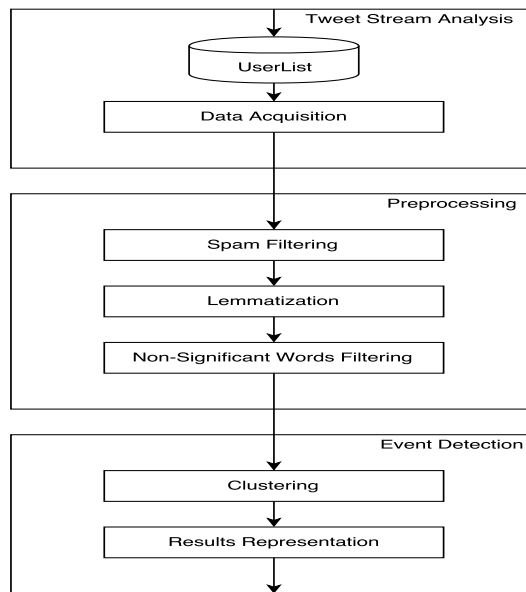 Tweet Stream Analysis
UserList
Data Acquisition
Preprocessing
Spam Filtering
Lemmatization
Non-Significant Words Filtering
Event Detection
Clustering
Results Representation